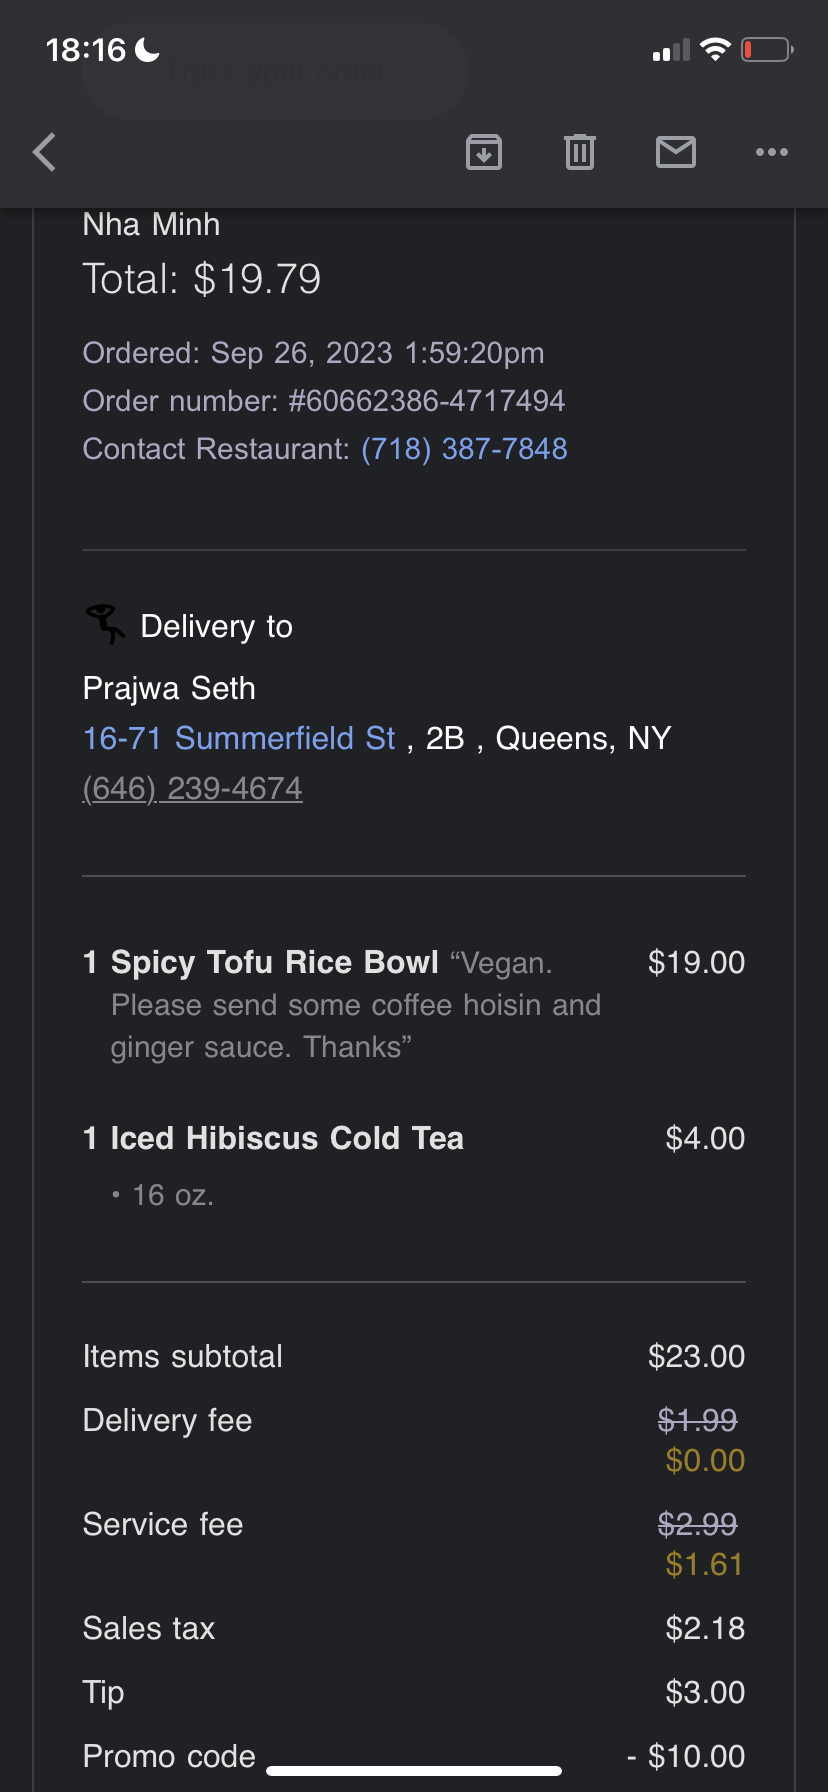 18:16
Track your order
Nha Minh
Total: $19.79
Ordered: Sep 26, 2023 1:59:20pm
Order number: #60662386-4717494
Contact Restaurant: (718) 387-7848
Delivery to
Prajwa Seth
16-71 Summerfield St , 2B , Queens, NY
(646) 239-4674
1 Spicy Tofu Rice Bowl “Vegan. $19.00
Please send some coffee hoisin and
ginger sauce. Thanks”
1 Iced Hibiscus Cold Tea $4.00
• 16 oz.
Items subtotal $23.00
Delivery fee $1.99
$0.00
Service fee $2.99
$1.61
Sales tax $2.18
Tip $3.00
Promo code - $10.00